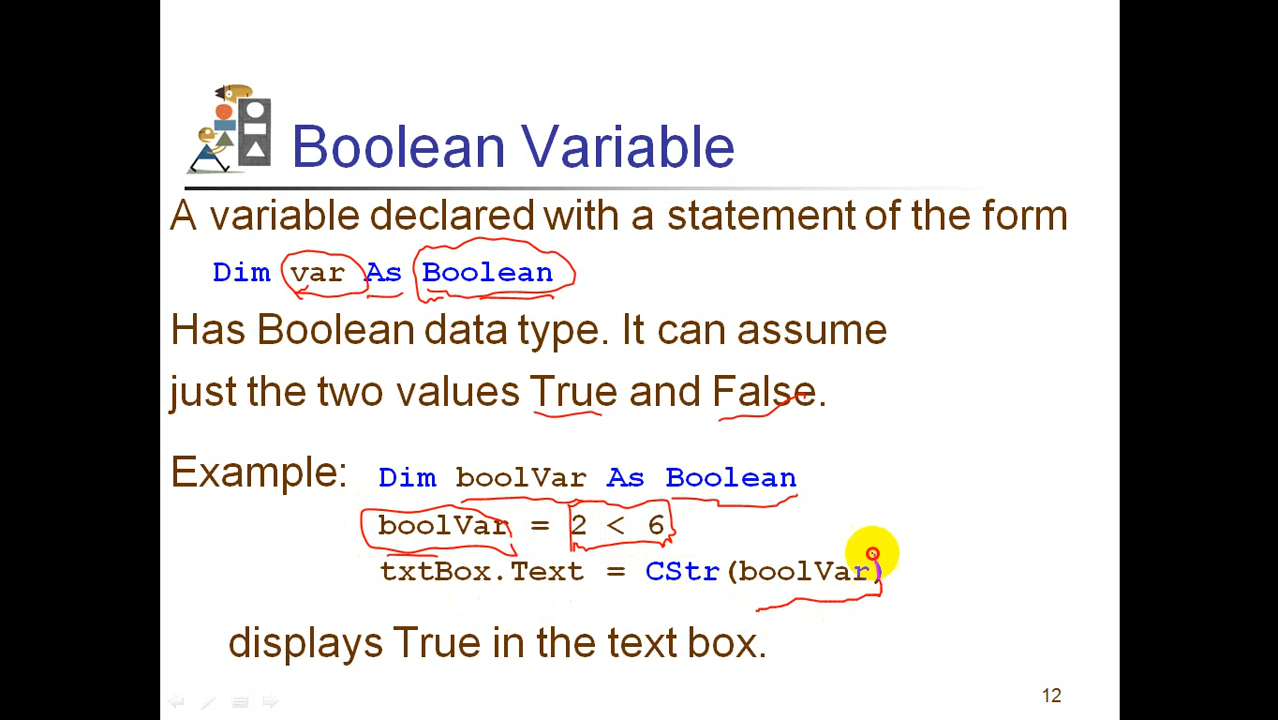 Boolean Variable
A variable declared with a statement of the form
Dim var As Boolean
Has Boolean data type. It can assume
just the two values True and False.
Example: Dim boolVar As Boolean
boolVar = 2 < 6
txtBox.Text = CStr(boolVar)
displays True in the text box.
12